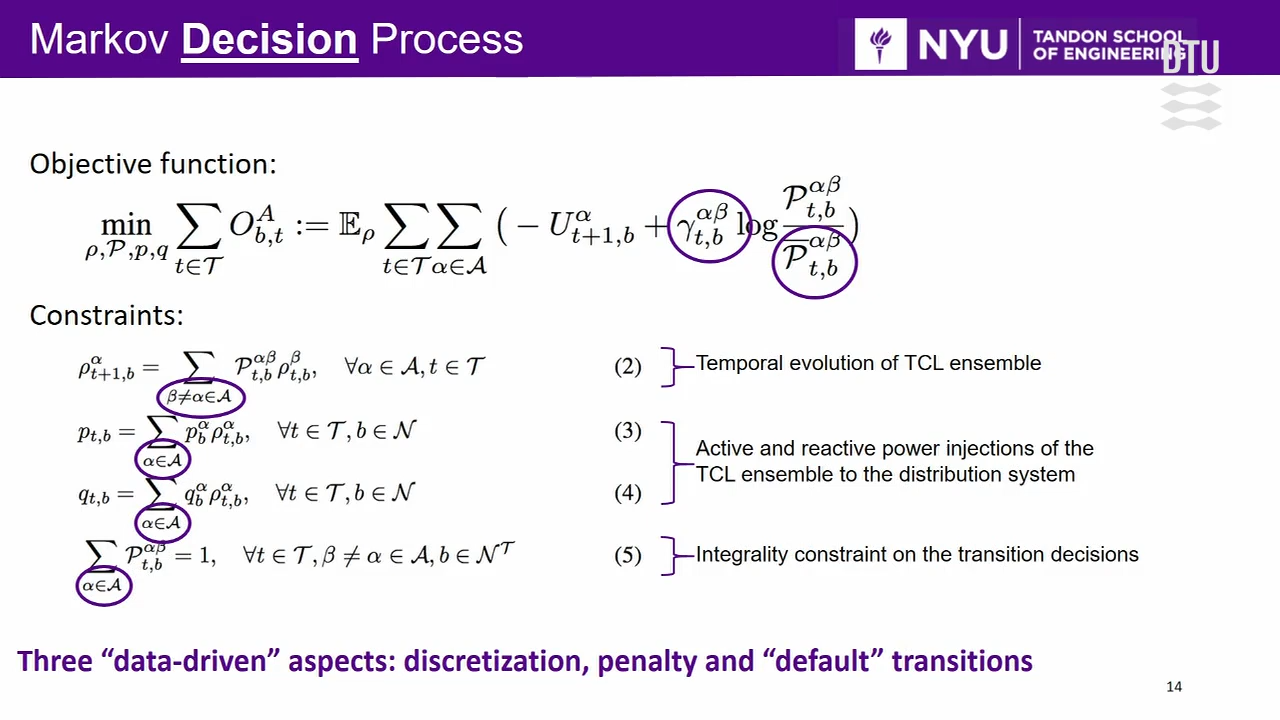 Markov Decision Process
NYU
TANDON SCHOOL
OF ENGINEERING
DTU
Objective function:
min_{ρ,𝒫,p,q} ∑_{t∈𝒯} O^A_{b,t} := 𝔼_ρ ∑_{t∈𝒯} ∑_{α∈𝒜} ( − U^α_{t+1,b} + γ^{αβ}_{t,b} log 𝒫^{αβ}_{t,b} / \overline{𝒫}^{αβ}_{t,b} )
Constraints:
ρ^α_{t+1,b} = ∑_{β≠α∈𝒜} 𝒫^{αβ}_{t,b} ρ^β_{t,b}, ∀α ∈ 𝒜, t ∈ 𝒯 (2)
Temporal evolution of TCL ensemble
p_{t,b} = ∑_{α∈𝒜} p^α_b ρ^α_{t,b}, ∀t ∈ 𝒯, b ∈ 𝒩 (3)
q_{t,b} = ∑_{α∈𝒜} q^α_b ρ^α_{t,b}, ∀t ∈ 𝒯, b ∈ 𝒩 (4)
Active and reactive power injections of the
TCL ensemble to the distribution system
∑_{α∈𝒜} 𝒫^{αβ}_{t,b} = 1, ∀t ∈ 𝒯, β ≠ α ∈ 𝒜, b ∈ 𝒩^𝒯 (5)
Integrality constraint on the transition decisions
Three “data-driven” aspects: discretization, penalty and “default” transitions
14